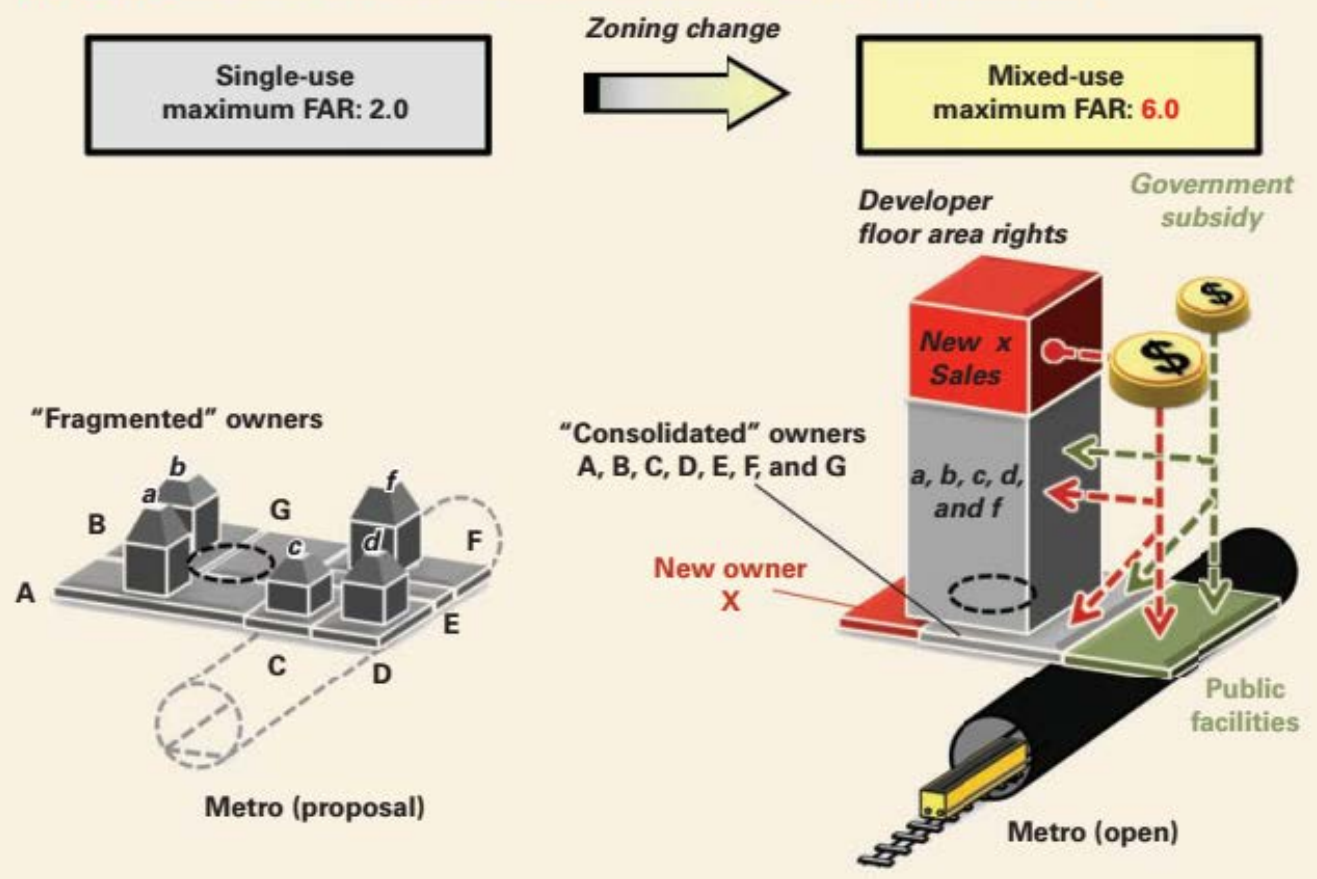 Zoning change
Single-use
maximum FAR: 2.0
Mixed-use
maximum FAR: 6.0
Developer
floor area rights
Government
subsidy
$
$
New x
Sales
"Fragmented" owners
"Consolidated" owners
A, B, C, D, E, F, and G
a, b, c, d,
and f
b
a
f
B
G
c
d
F
A
New owner
X
E
C
D
Public
facilities
Metro (proposal)
Metro (open)